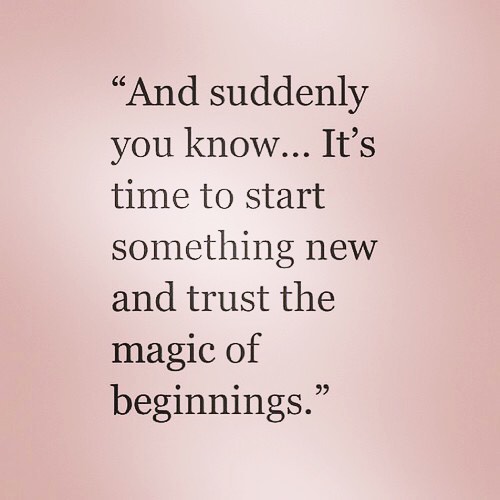 “And suddenly
you know... It’s
time to start
something new
and trust the
magic of
beginnings.”